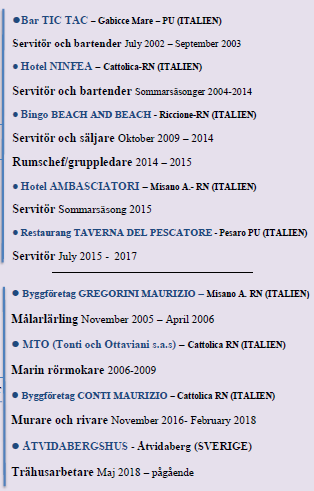 ●Bar TIC TAC – Gabicce Mare – PU (ITALIEN)
Servitör och bartender July 2002 – September 2003
● Hotel NINFEA – Cattolica-RN (ITALIEN)
Servitör och bartender Sommarsäsonger 2004-2014
● Bingo BEACH AND BEACH - Riccione-RN (ITALIEN)
Servitör och säljare Oktober 2009 – 2014
Rumschef/gruppledare 2014 – 2015
● Hotel AMBASCIATORI – Misano A.- RN (ITALIEN)
Servitör Sommarsäsong 2015
● Restaurang TAVERNA DEL PESCATORE - Pesaro PU (ITALIEN)
Servitör July 2015 - 2017
● Byggföretag GREGORINI MAURIZIO – Misano A. RN (ITALIEN)
Målarlärling November 2005 – April 2006
● MTO (Tonti och Ottaviani s.a.s) – Cattolica RN (ITALIEN)
Marin rörmokare 2006-2009
● Byggföretag CONTI MAURIZIO – Cattolica RN (ITALIEN)
Murare och rivare November 2016- February 2018
● ÅTVIDABERGSHUS - Åtvidaberg (SVERIGE)
Trähusarbetare Maj 2018 – pågående